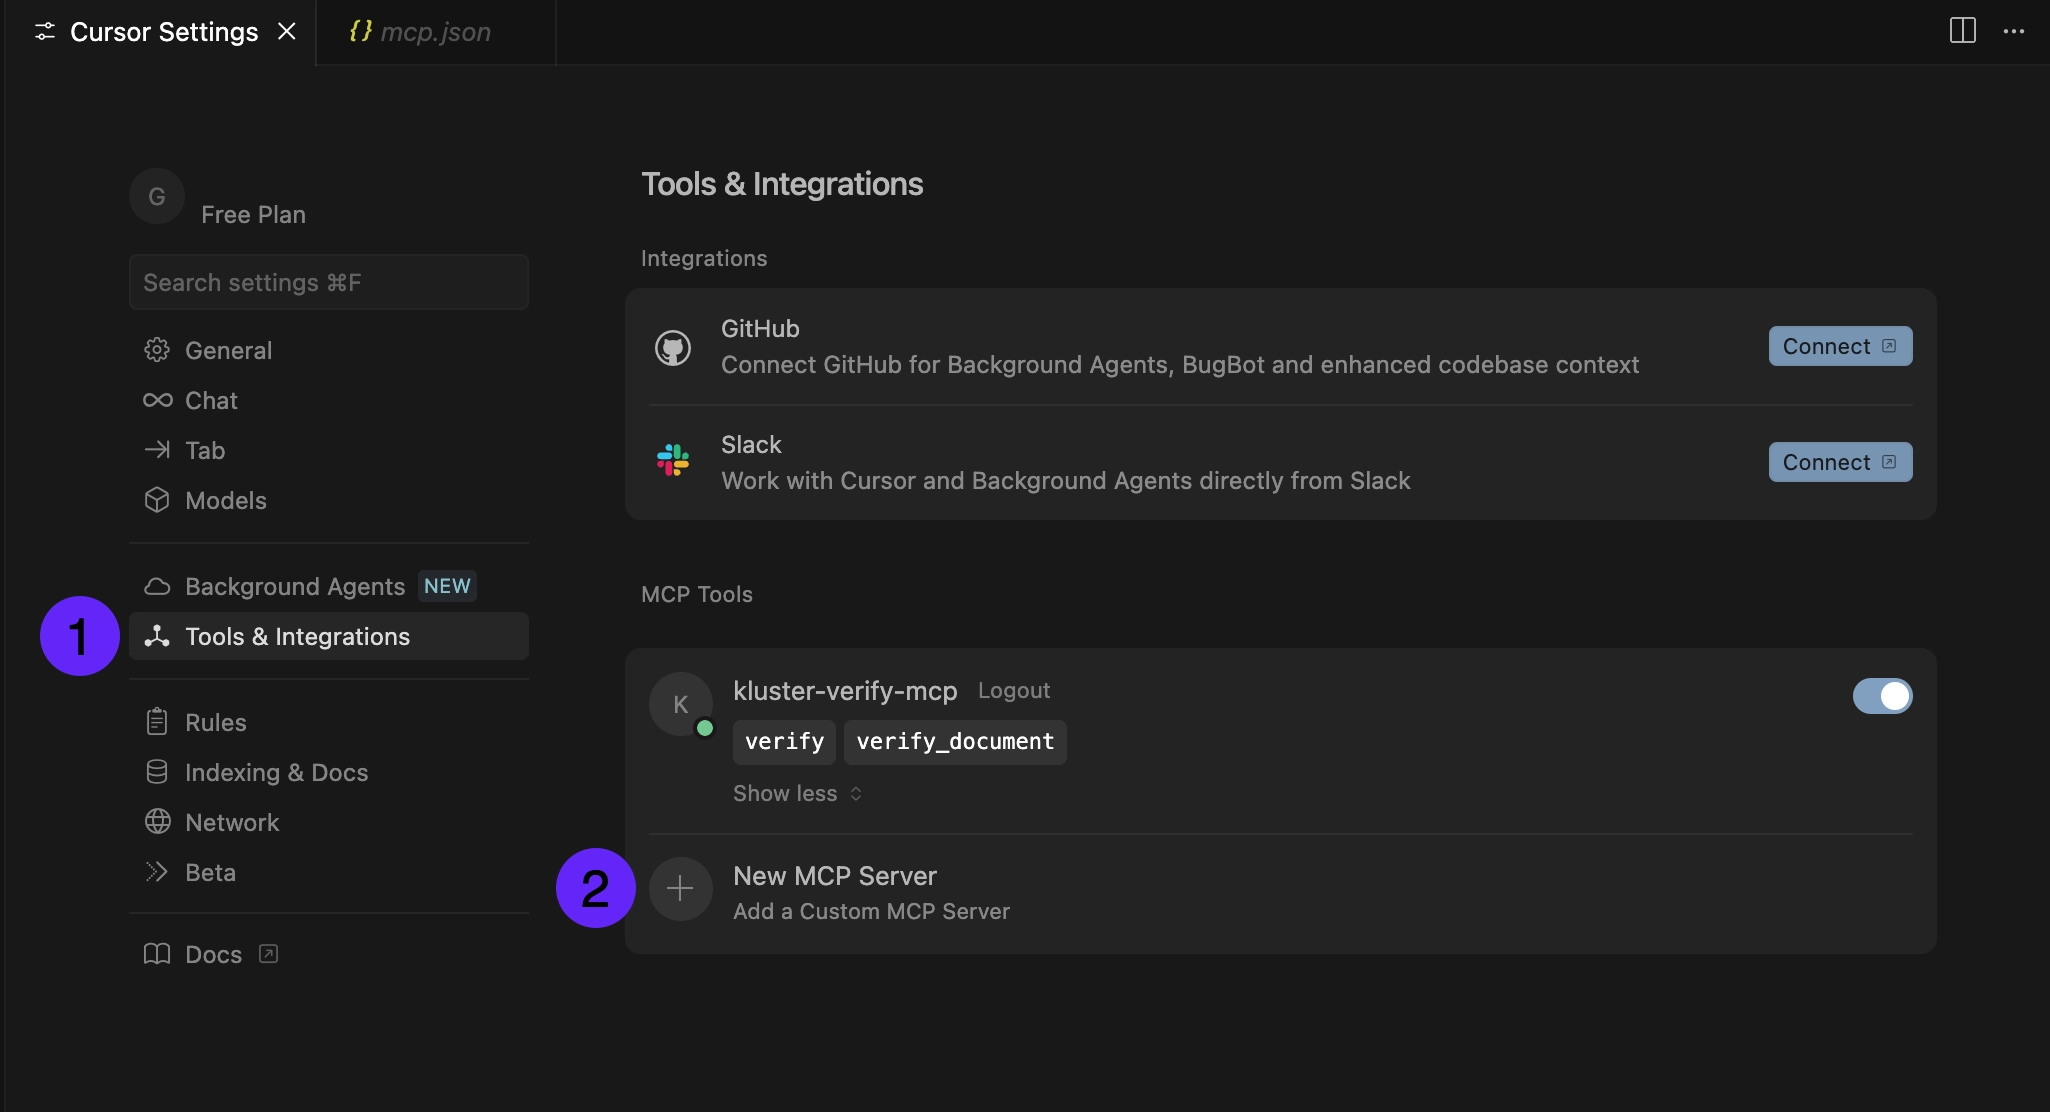 Cursor Settings
{} mcp.json
G
Free Plan
Search settings ⌘F
General
Chat
Tab
Models
Background Agents NEW
1
Tools & Integrations
Rules
Indexing & Docs
Network
Beta
Docs
Tools & Integrations
Integrations
GitHub
Connect GitHub for Background Agents, BugBot and enhanced codebase context
Connect
Slack
Work with Cursor and Background Agents directly from Slack
Connect
MCP Tools
K
kluster-verify-mcp Logout
verify verify_document
Show less
2
New MCP Server
Add a Custom MCP Server